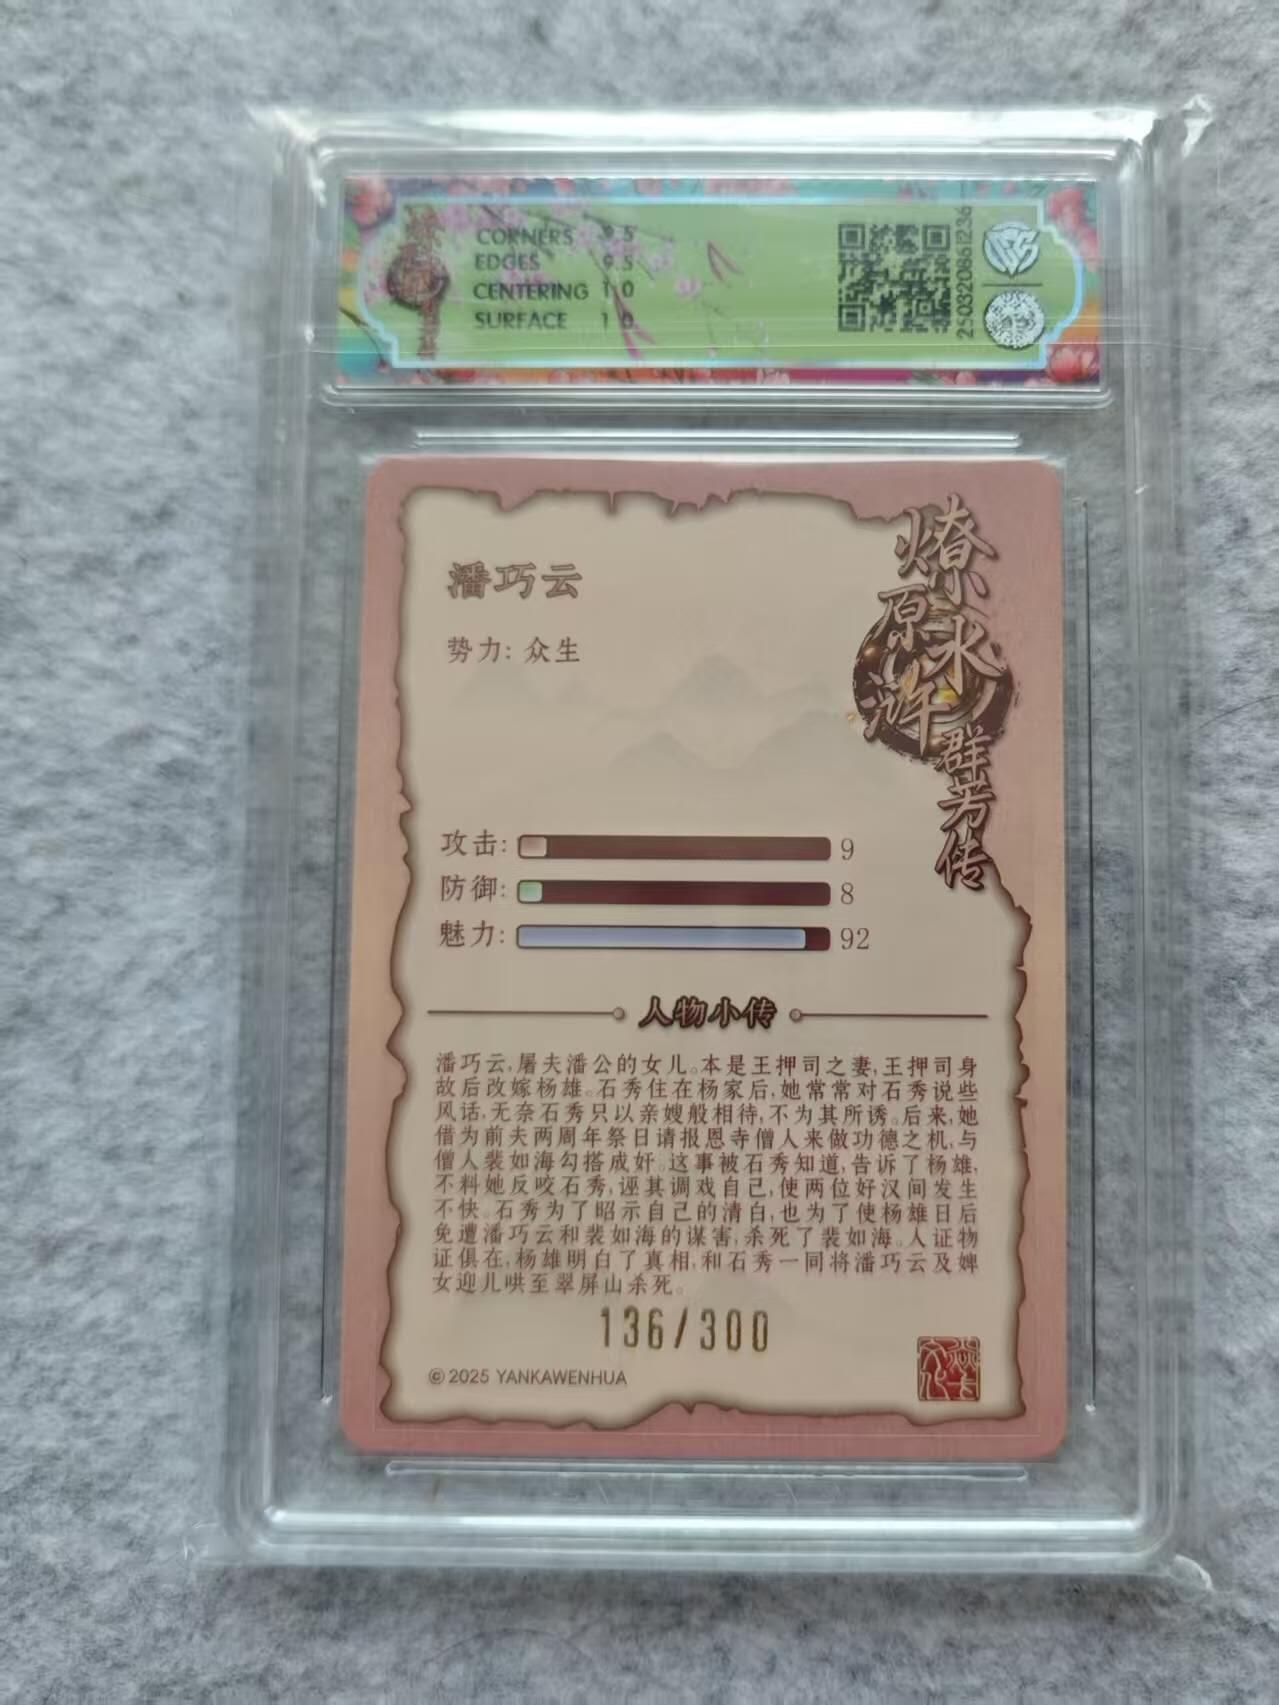 CORNERS 9.5
EDGES 9.5
CENTERING 10
SURFACE 10
250320861236
燎原水浒
群芳传
潘巧云
势力: 众生
攻击: 9
防御: 8
魅力: 92
人物小传
潘巧云,屠夫潘公的女儿。本是王押司之妻,王押司身
故后改嫁杨雄。石秀住在杨家后,她常常对石秀说些
风话,无奈石秀只以亲嫂般相待,不为其所诱。后来,她
借为前夫两周年祭日请报恩寺僧人来做功德之机,与
僧人裴如海勾搭成奸。这事被石秀知道,告诉了杨雄,
不料她反咬石秀,诬其调戏自己,使两位好汉间发生
不快。石秀为了昭示自己的清白,也为了使杨雄日后
免遭潘巧云和裴如海的谋害,杀死了裴如海。人证物
证俱在,杨雄明白了真相,和石秀一同将潘巧云及婢
女迎儿哄至翠屏山杀死。
136/300
© 2025 YANKAWENHUA